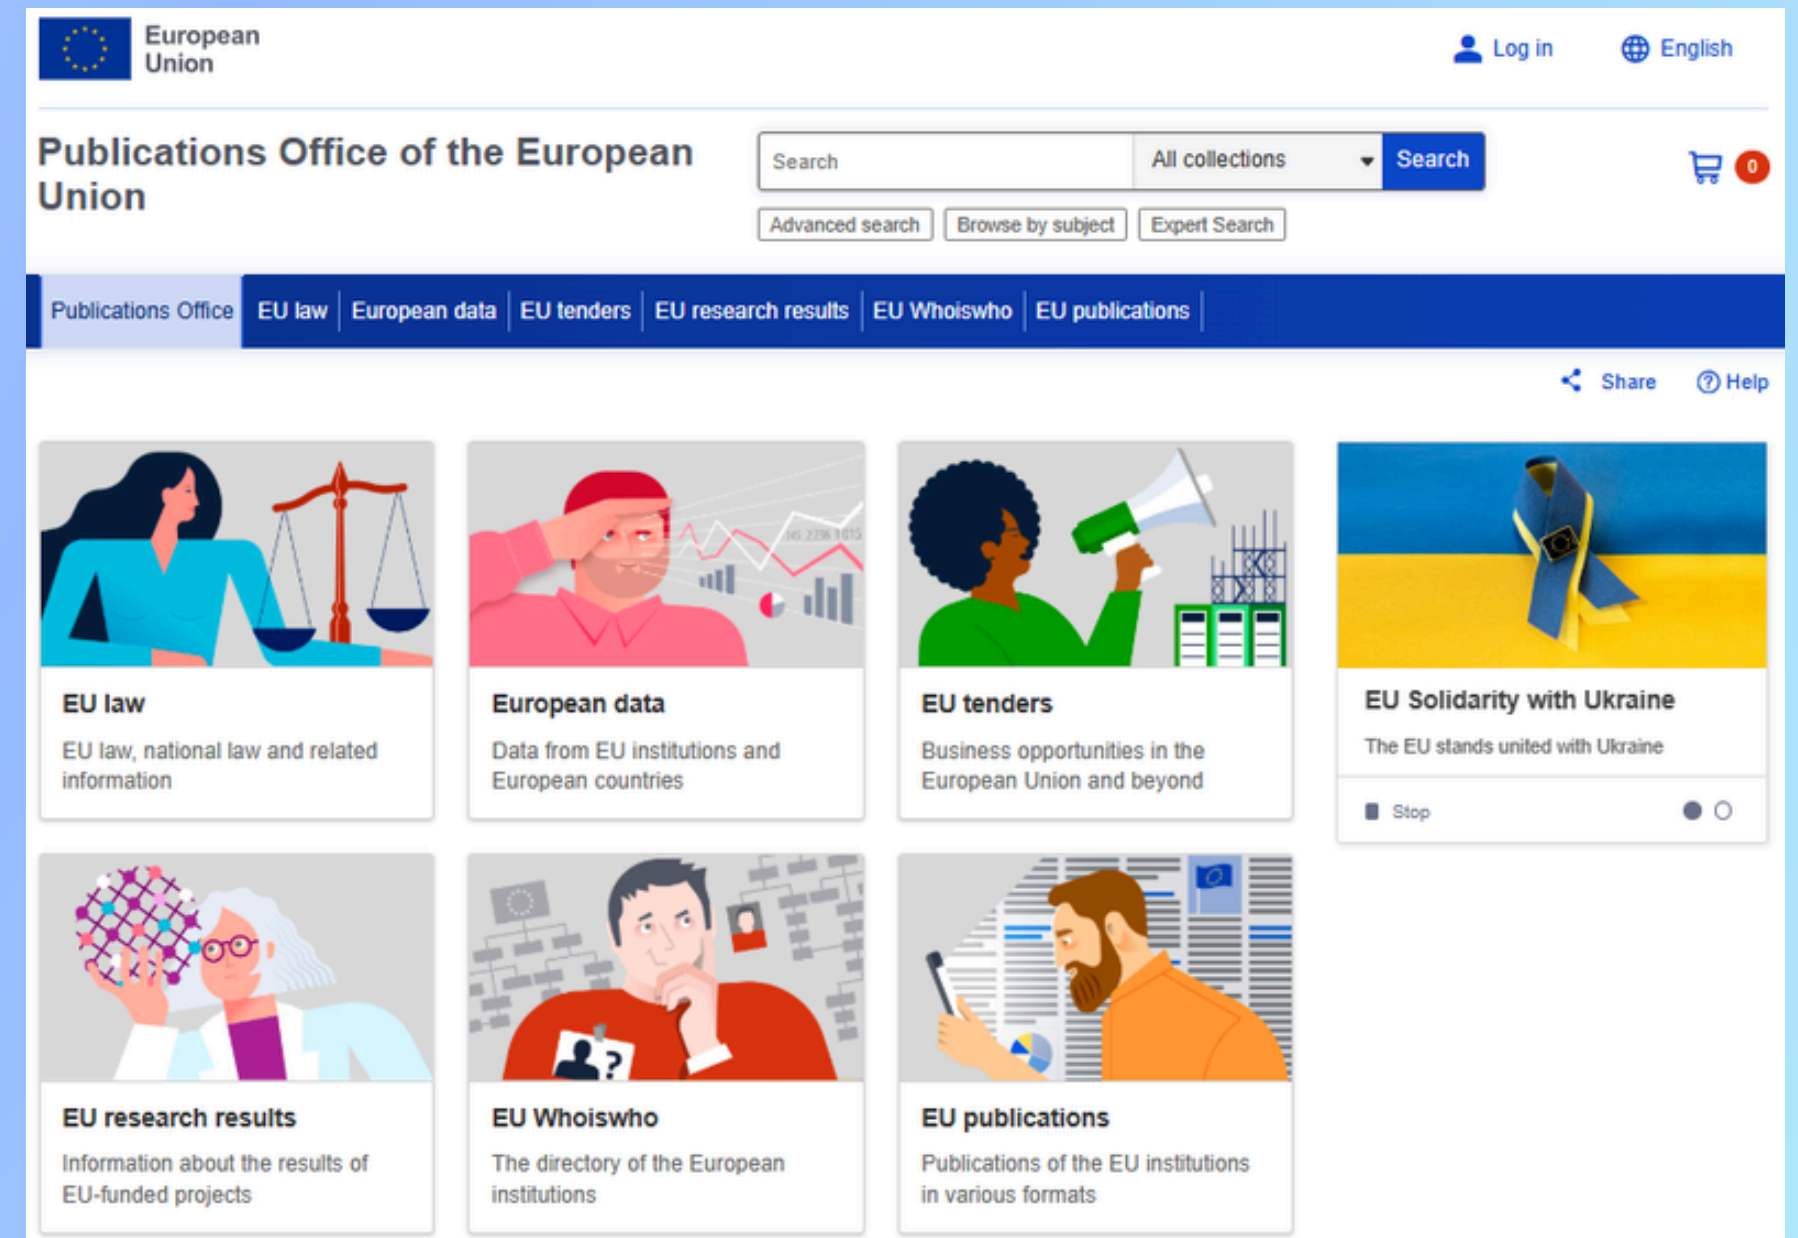 European
Union
Log in
English
Publications Office of the European
Union
Search
All collections
Search
0
Advanced search
Browse by subject
Expert Search
Publications Office
EU law
European data
EU tenders
EU research results
EU Whoiswho
EU publications
Share
Help
145 2236 1015
EU law
EU law, national law and related
information
European data
Data from EU institutions and
European countries
EU tenders
Business opportunities in the
European Union and beyond
EU Solidarity with Ukraine
The EU stands united with Ukraine
Stop
?
EU research results
Information about the results of
EU-funded projects
EU Whoiswho
The directory of the European
institutions
EU publications
Publications of the EU institutions
in various formats